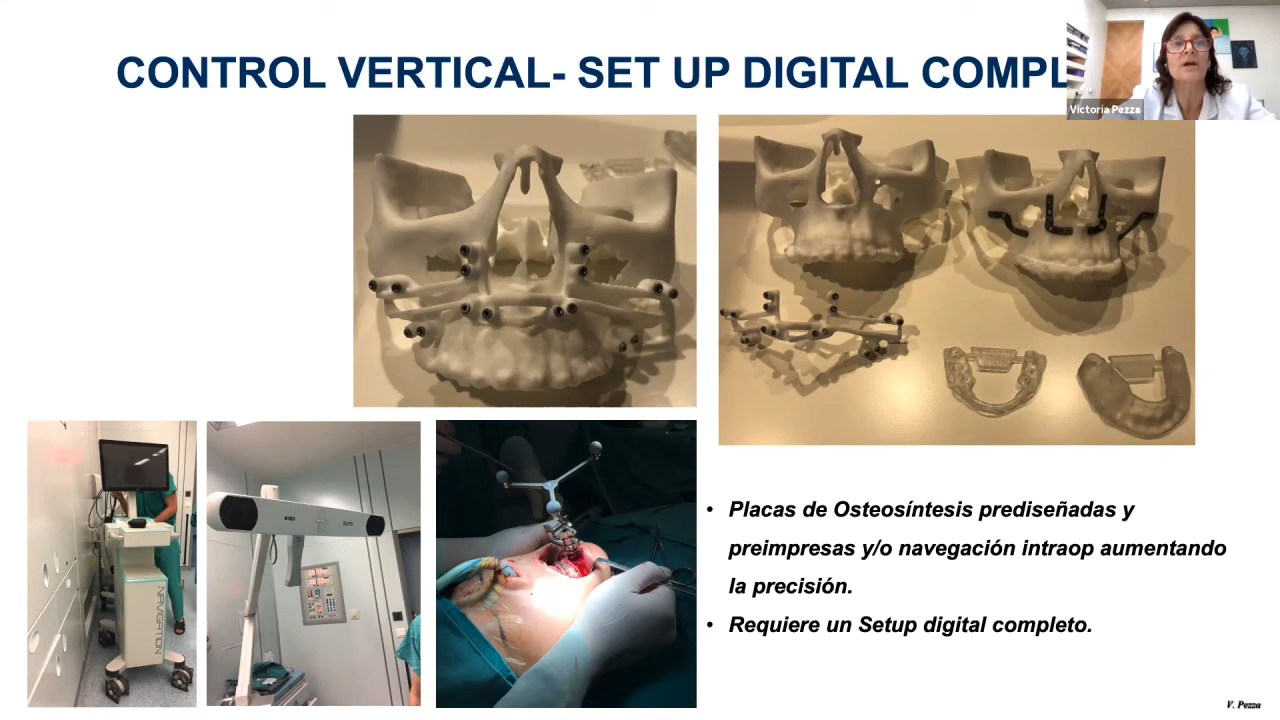 CONTROL VERTICAL- SET UP DIGITAL COMPL
Victoria Pezza
NAVIGATION
• Placas de Osteosíntesis prediseñadas y
preimpresas y/o navegación intraop aumentando
la precisión.
• Requiere un Setup digital completo.
V. Pezza